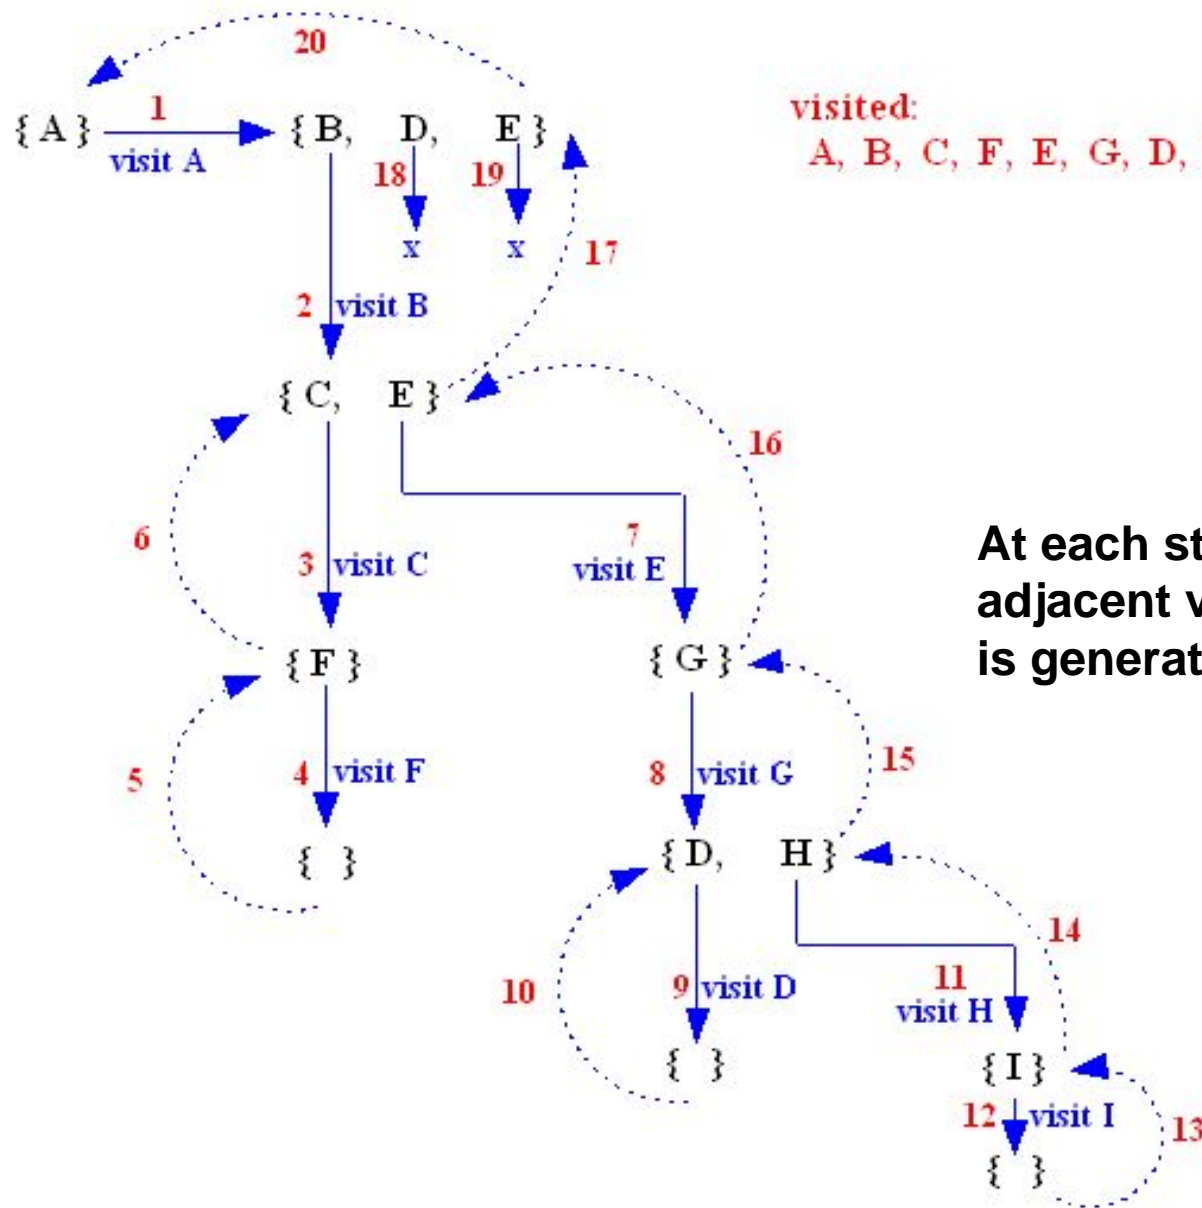 20
1
{ A }
{ B, D, E }
visit A
visited:
A, B, C, F, E, G, D,
18
19
x
x
17
2 visit B
{ C, E }
16
6
7
3 visit C
visit E
At each st
adjacent v
is generat
{ F }
{ G }
5
4 visit F
8 visit G
15
{ }
{ D, H }
14
10
9 visit D
11
visit H
{ }
{ I }
12 visit I
13
{ }